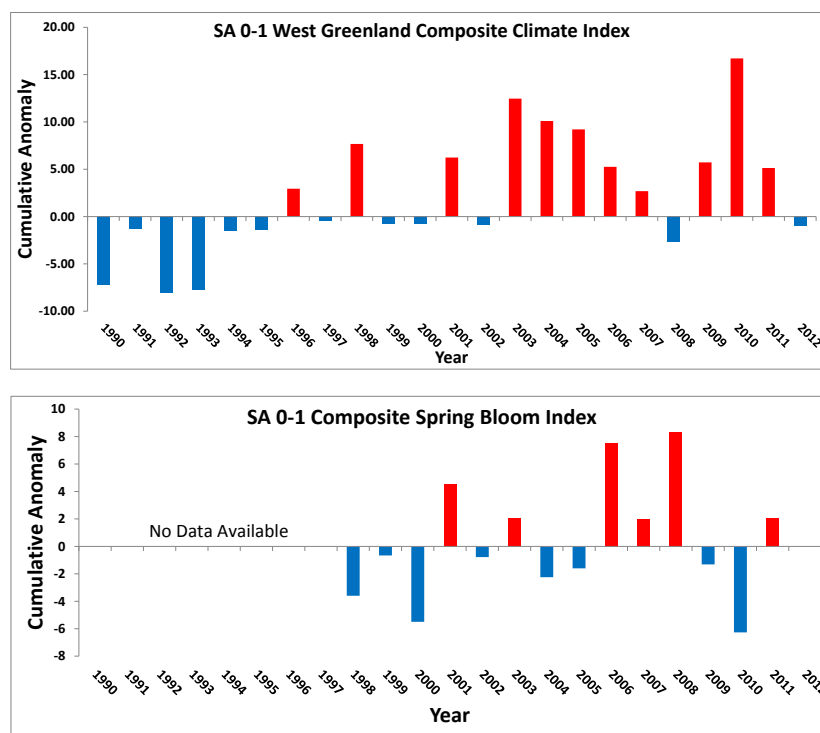 SA 0-1 West Greenland Composite Climate Index
Cumulative Anomaly
20.00
15.00
10.00
5.00
0.00
-5.00
-10.00
1990 1991 1992 1993 1994 1995 1996 1997 1998 1999 2000 2001 2002 2003 2004 2005 2006 2007 2008 2009 2010 2011 2012
Year
SA 0-1 Composite Spring Bloom Index
Cumulative Anomaly
10
8
6
4
2
0
-2
-4
-6
-8
No Data Available
1990 1991 1992 1993 1994 1995 1996 1997 1998 1999 2000 2001 2002 2003 2004 2005 2006 2007 2008 2009 2010 2011
Year